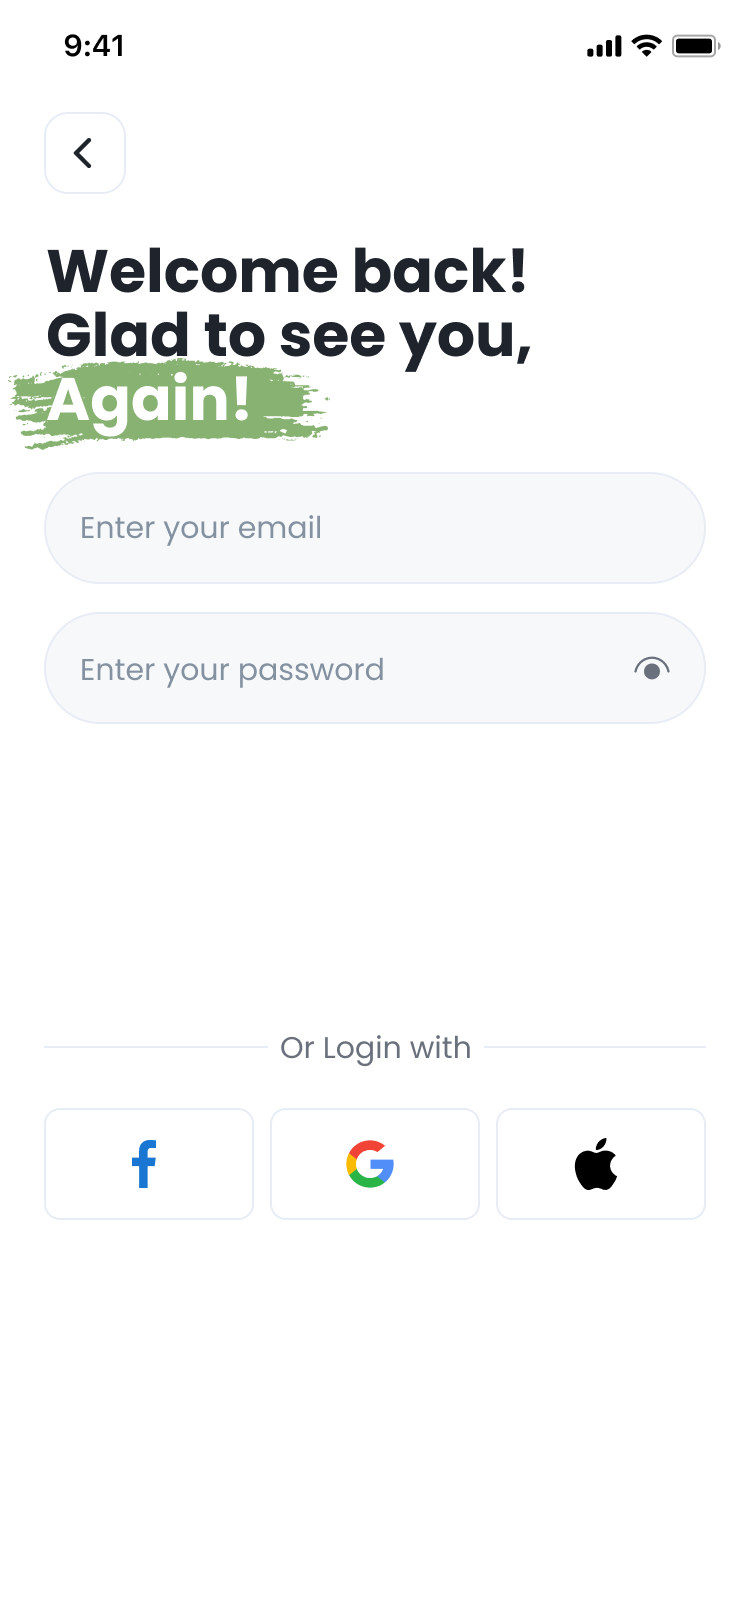 9:41
Welcome back!
Glad to see you,
Again!
Enter your email
Enter your password
Or Login with